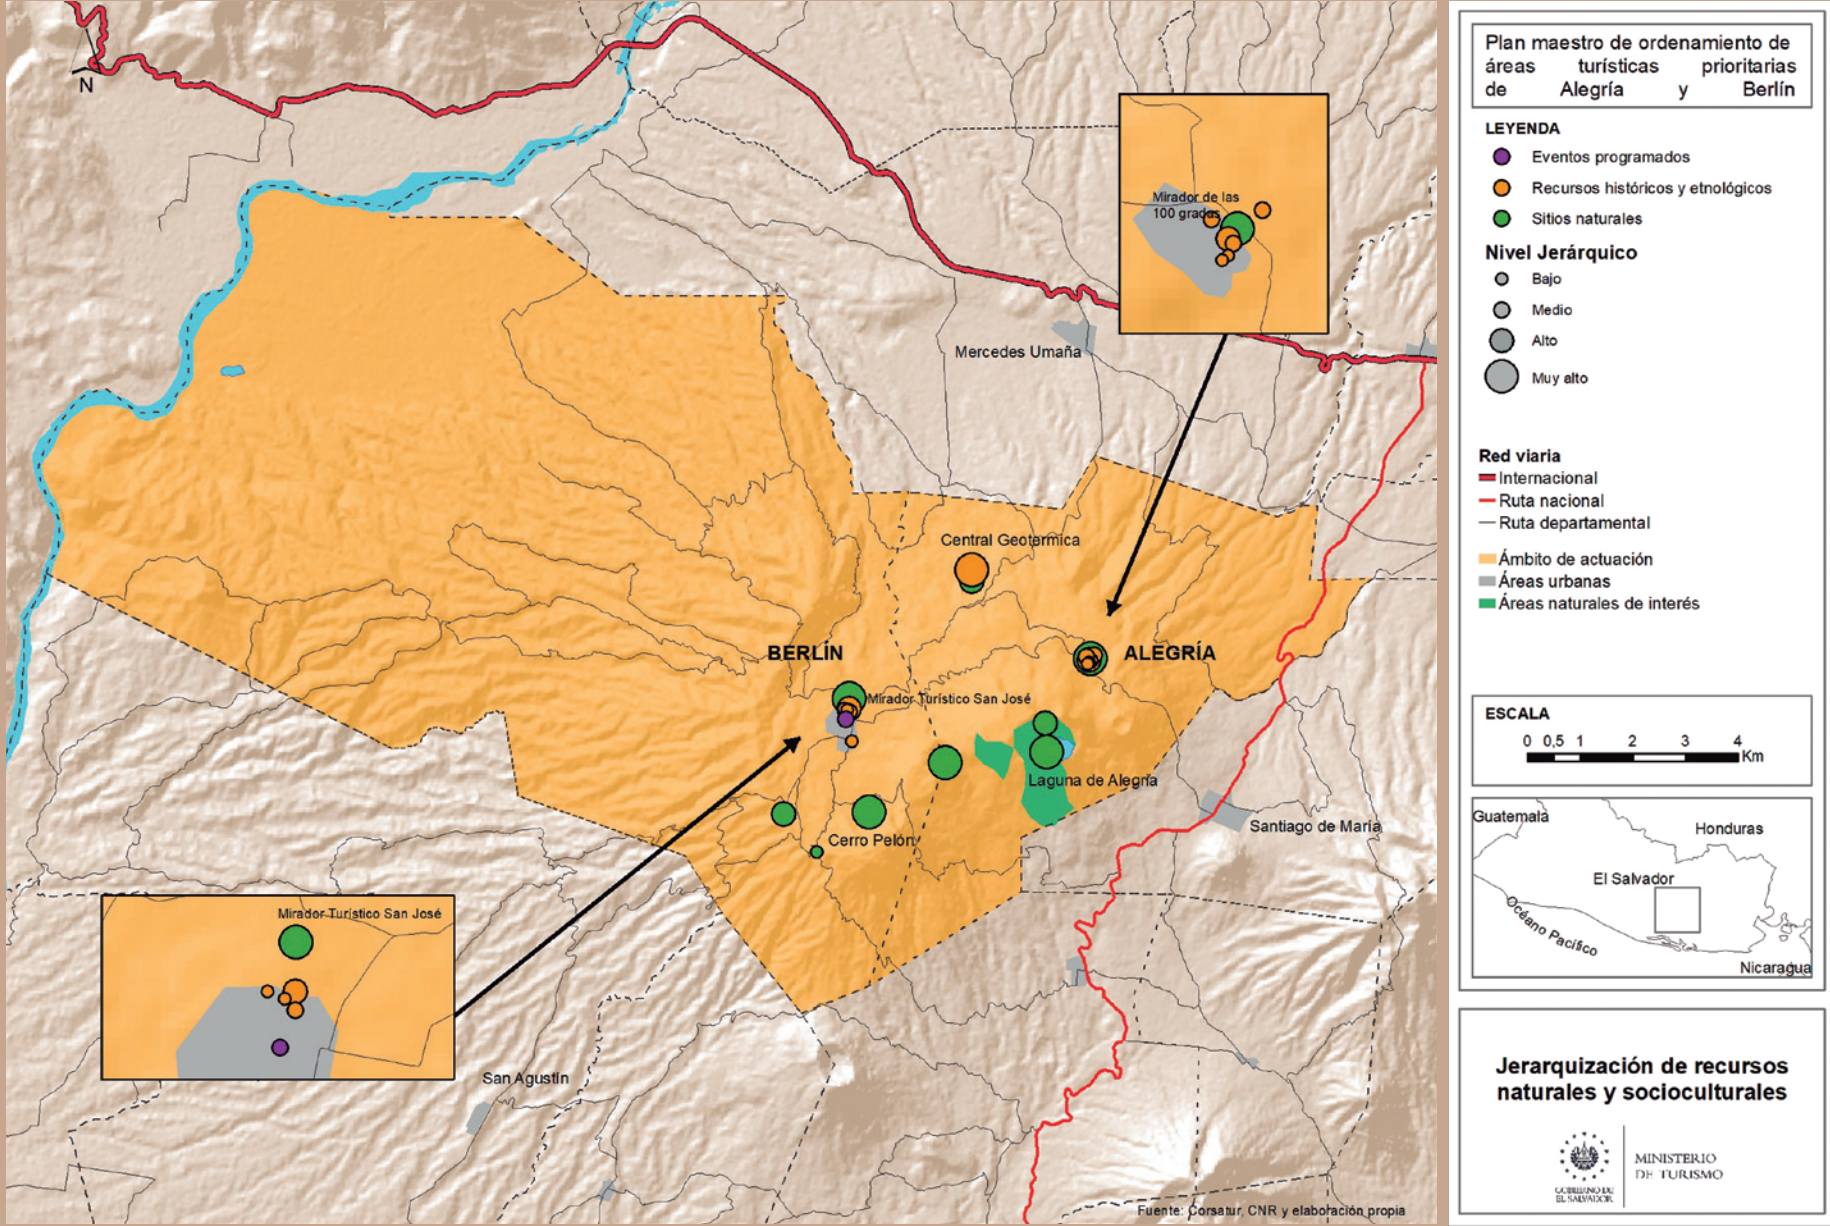 N
Mirador de las
100 gradas
Mercedes Umaña
Central Geotermica
BERLÍN
ALEGRÍA
Mirador Turístico San José
Laguna de Alegría
Cerro Pelón
Santiago de María
Mirador Turístico San José
San Agustín
Fuente: Corsatur, CNR y elaboración propia
Plan maestro de ordenamiento de
áreas turísticas prioritarias
de Alegría y Berlín
LEYENDA
Eventos programados
Recursos históricos y etnológicos
Sitios naturales
Nivel Jerárquico
Bajo
Medio
Alto
Muy alto
Red viaria
Internacional
Ruta nacional
Ruta departamental
Ámbito de actuación
Áreas urbanas
Áreas naturales de interés
ESCALA
0 0,5 1 2 3 4
Km
Guatemala
Honduras
El Salvador
Océano Pacífico
Nicaragua
Jerarquización de recursos
naturales y socioculturales
MINISTERIO
DE TURISMO
GOBIERNO DE
EL SALVADOR